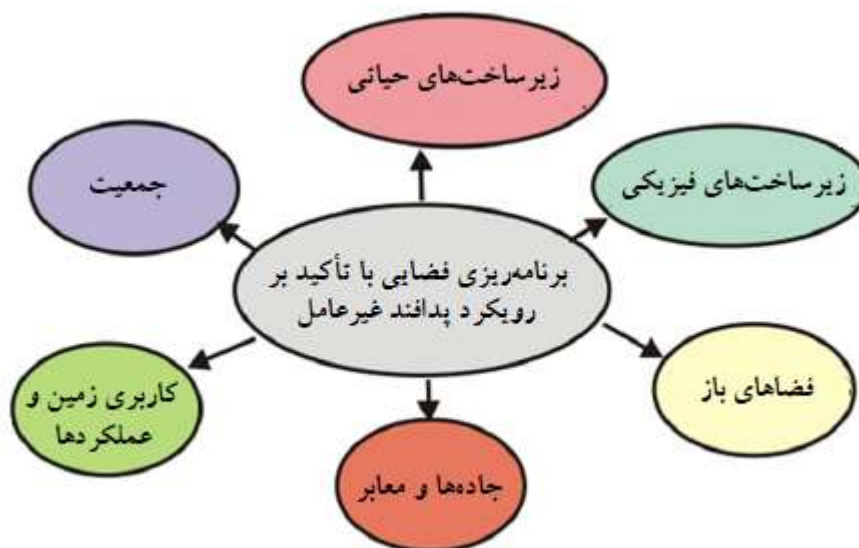 زیرساخت‌های حیاتی
زیرساخت‌های فیزیکی
جمعیت
برنامه‌ریزی فضایی با تأکید بر
رویکرد پدافند غیرعامل
فضاهای باز
کاربری زمین و
عملکردها
جاده‌ها و معابر